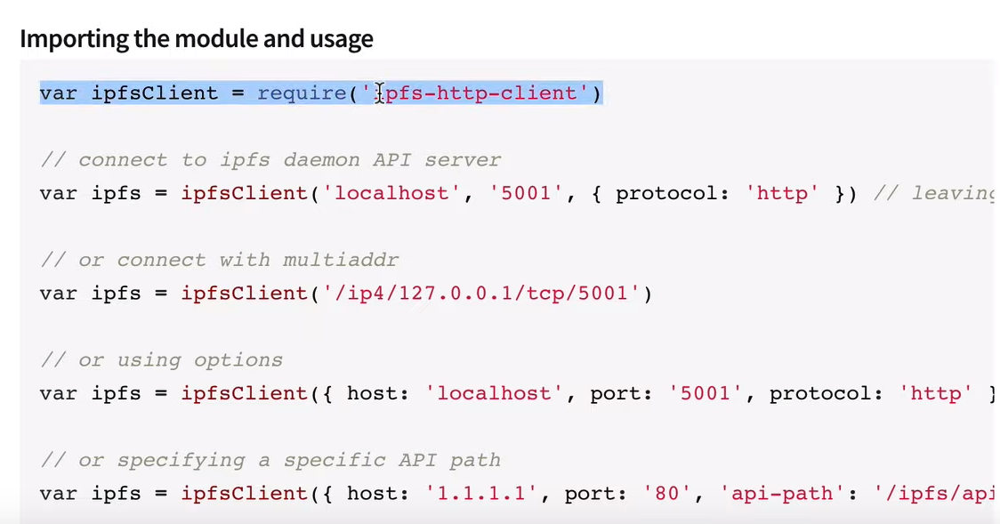 Importing the module and usage
var ipfsClient = require('ipfs-http-client')
// connect to ipfs daemon API server
var ipfs = ipfsClient('localhost', '5001', { protocol: 'http' }) // leaving
// or connect with multiaddr
var ipfs = ipfsClient('/ip4/127.0.0.1/tcp/5001')
// or using options
var ipfs = ipfsClient({ host: 'localhost', port: '5001', protocol: 'http' }
// or specifying a specific API path
var ipfs = ipfsClient({ host: '1.1.1.1', port: '80', 'api-path': '/ipfs/api